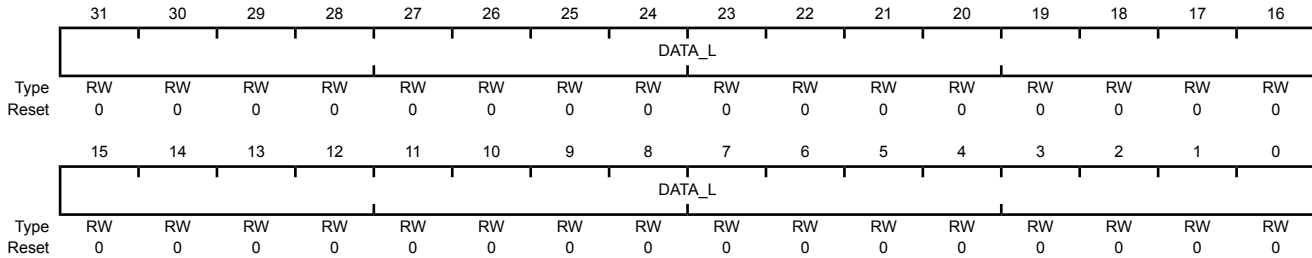 31 30 29 28 27 26 25 24 23 22 21 20 19 18 17 16
DATA_L
Type RW RW RW RW RW RW RW RW RW RW RW RW RW RW RW RW
Reset 0 0 0 0 0 0 0 0 0 0 0 0 0 0 0 0
15 14 13 12 11 10 9 8 7 6 5 4 3 2 1 0
DATA_L
Type RW RW RW RW RW RW RW RW RW RW RW RW RW RW RW RW
Reset 0 0 0 0 0 0 0 0 0 0 0 0 0 0 0 0